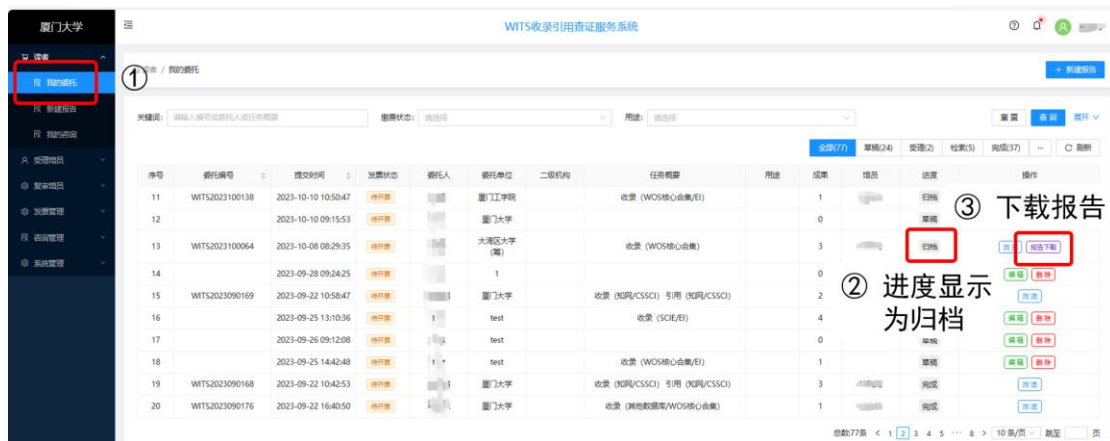 厦门大学
WITS收录引用查证服务系统
读者
我的委托
新建报告
我的咨询
受理馆员
复审馆员
发票管理
咨询管理
系统管理
①
读者 / 我的委托
+ 新建报告
关键词: 请输入编号或委托人或任务概要 缴费状态: 请选择 用途: 请选择 重置 查询 展开
全部(77) 草稿(24) 受理(2) 检索(5) 完成(37) ··· 刷新
序号 委托编号 提交时间 发票状态 委托人 委托单位 二级机构 任务概要 用途 成果 馆员 进度 操作
11 WITS2023100138 2023-10-10 10:50:47 待开票 厦门工学院 收录 (WOS核心合集/EI) 1 归档
12 2023-10-10 09:15:53 待开票 厦门大学 0 草稿
③ 下载报告
13 WITS2023100064 2023-10-08 08:29:35 待开票 大湾区大学(筹) 收录 (WOS核心合集) 3 归档 报告下载
14 2023-09-28 09:24:25 待开票 1 0 编辑 删除
② 进度显示
为归档
15 WITS2023090169 2023-09-22 10:58:47 待开票 厦门大学 收录 (知网/CSSCI) 引用 (知网/CSSCI) 2 浏览
16 2023-09-25 13:10:36 待开票 test 收录 (SCIE/EI) 4 编辑 删除
17 2023-09-26 09:12:08 待开票 test 0 草稿 编辑 删除
18 2023-09-25 14:42:48 待开票 test 收录 (WOS核心合集/EI) 1 草稿 编辑 删除
19 WITS2023090168 2023-09-22 10:42:53 待开票 厦门大学 收录 (知网/CSSCI) 引用 (知网/CSSCI) 3 完成 浏览
20 WITS2023090176 2023-09-22 16:40:50 待开票 厦门大学 收录 (其他数据库/WOS核心合集) 1 完成 浏览
总数:77条 < 1 2 3 4 5 ··· 8 > 10 条/页 跳至 页